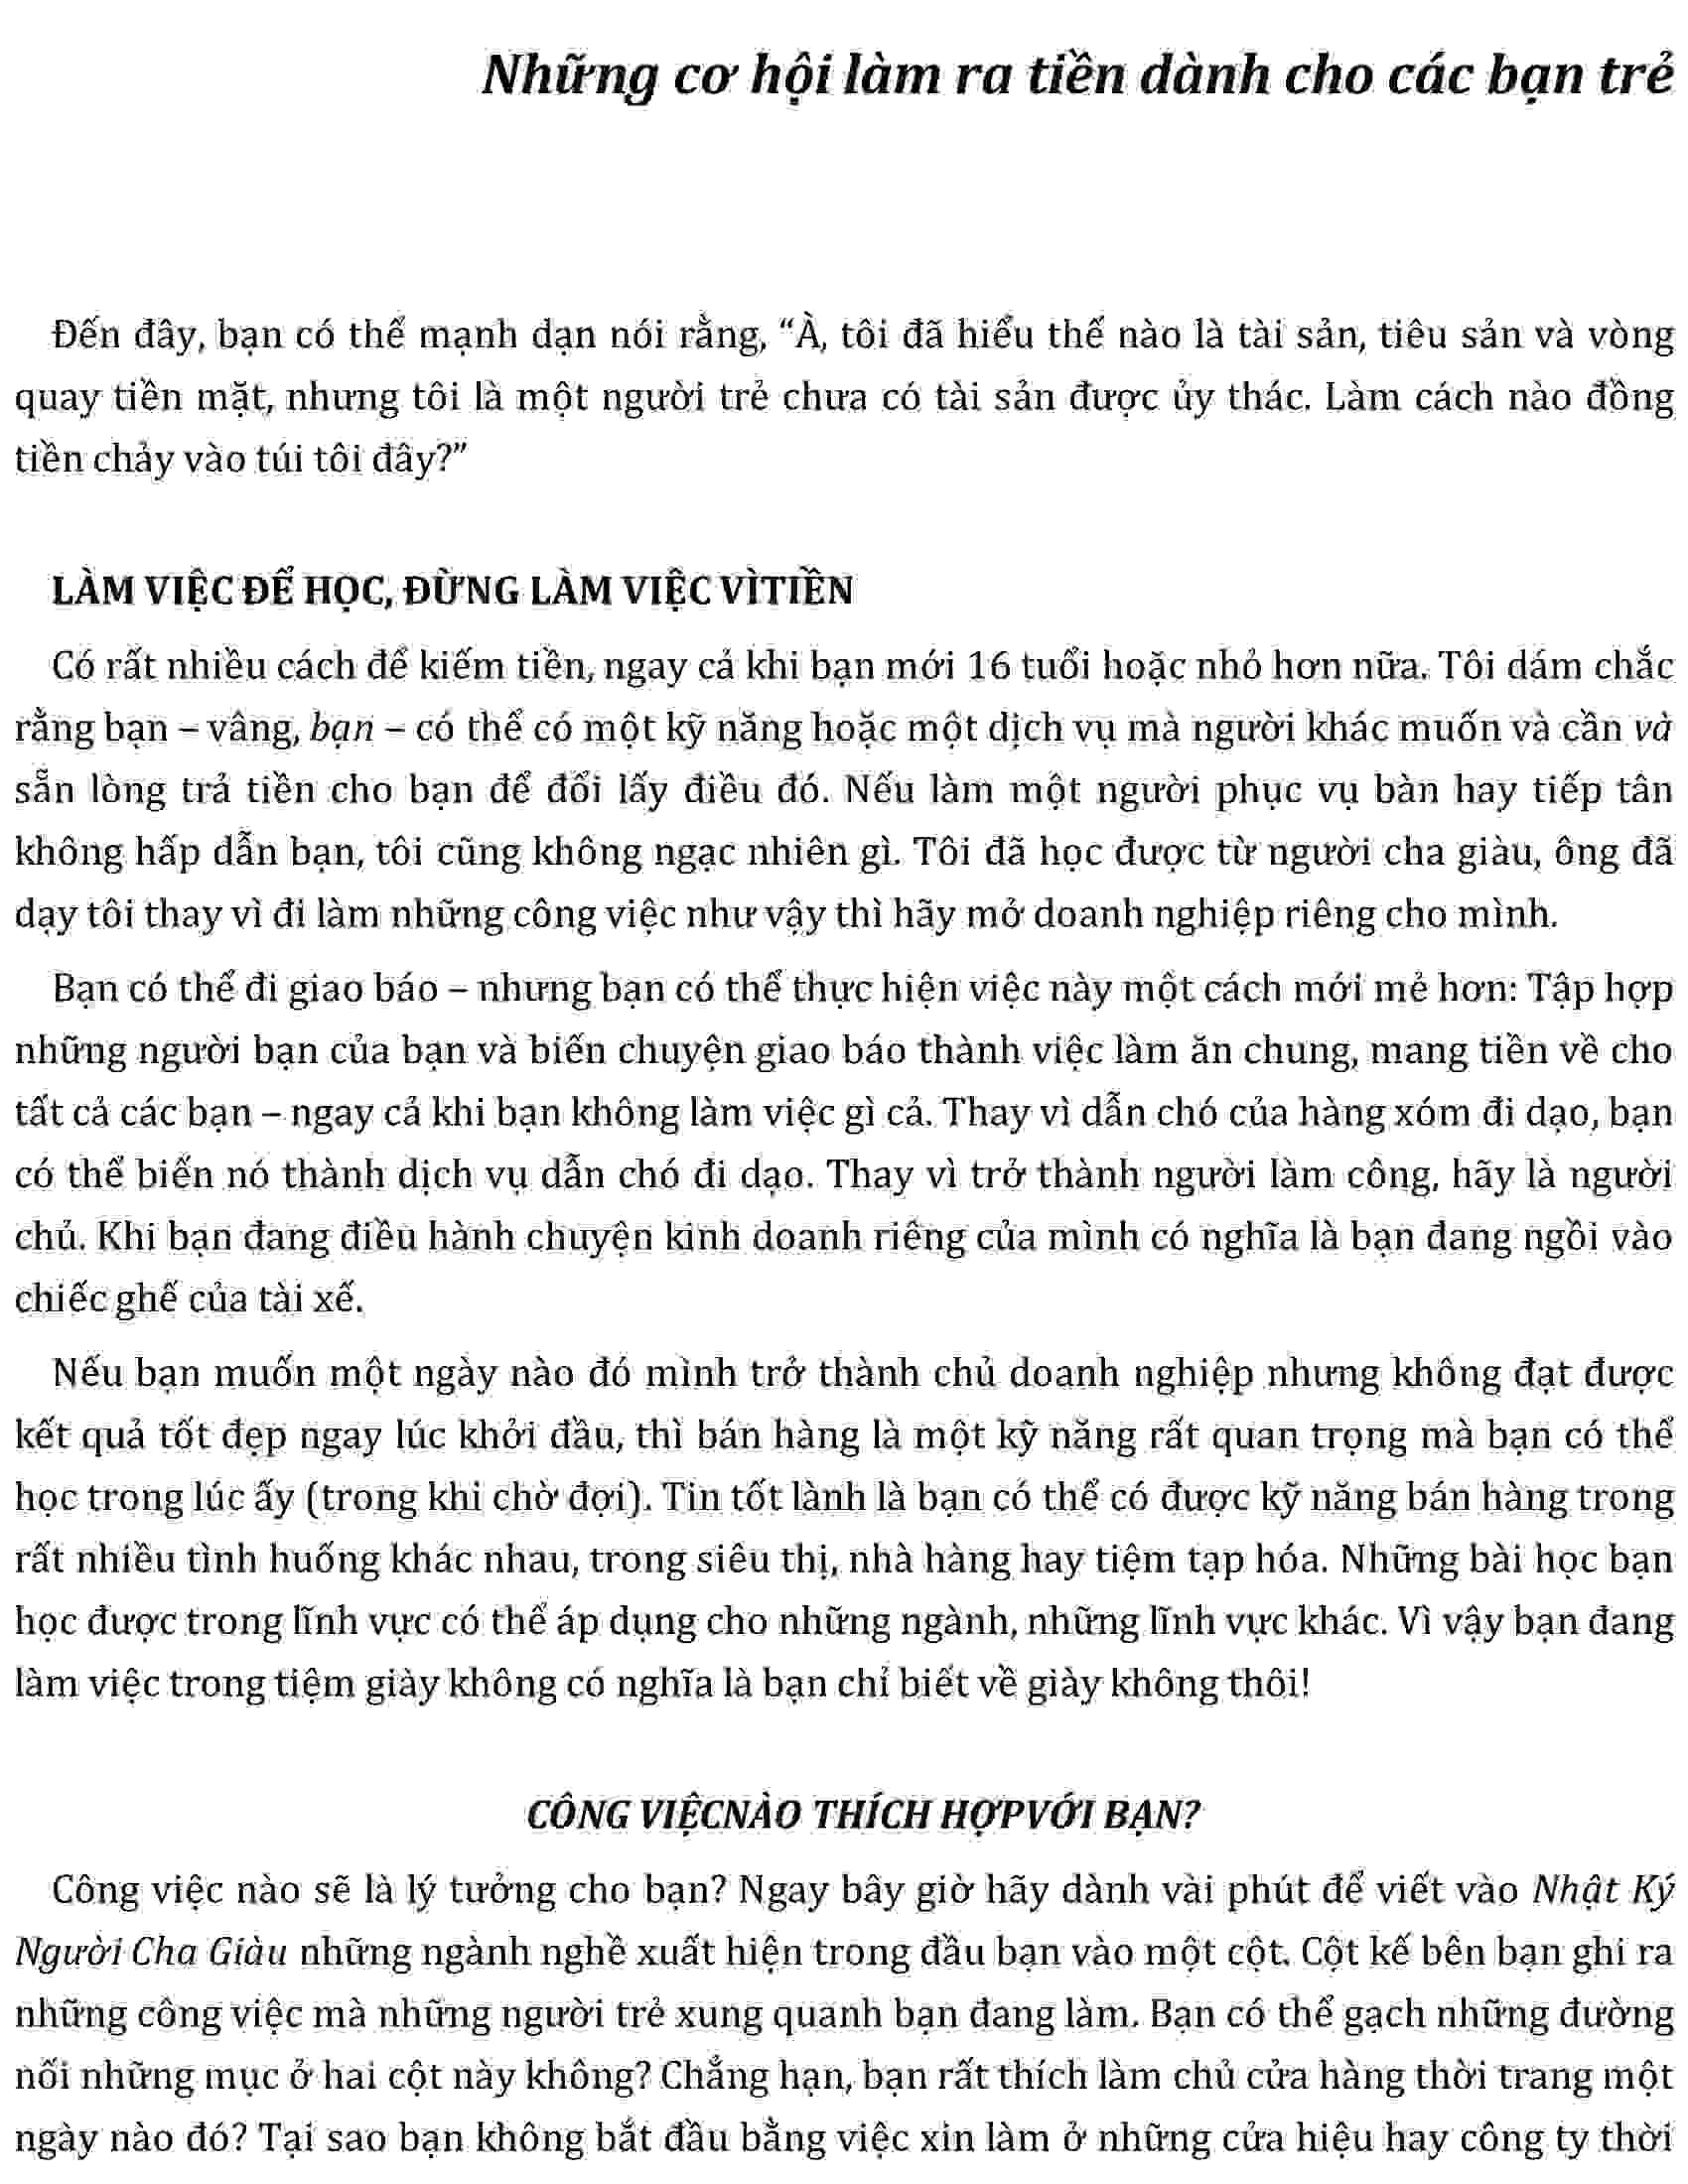 Những cơ hội làm ra tiền dành cho các bạn trẻ
Đến đây, bạn có thể mạnh dạn nói rằng, “À, tôi đã hiểu thế nào là tài sản, tiêu sản và vòng
quay tiền mặt, nhưng tôi là một người trẻ chưa có tài sản được ủy thác. Làm cách nào đồng
tiền chảy vào túi tôi đây?”
LÀM VIỆC ĐỂ HỌC, ĐỪNG LÀM VIỆC VÌTIỀN
Có rất nhiều cách để kiếm tiền, ngay cả khi bạn mới 16 tuổi hoặc nhỏ hơn nữa. Tôi dám chắc
rằng bạn – vâng, bạn – có thể có một kỹ năng hoặc một dịch vụ mà người khác muốn và cần và
sẵn lòng trả tiền cho bạn để đổi lấy điều đó. Nếu làm một người phục vụ bàn hay tiếp tân
không hấp dẫn bạn, tôi cũng không ngạc nhiên gì. Tôi đã học được từ người cha giàu, ông đã
dạy tôi thay vì đi làm những công việc như vậy thì hãy mở doanh nghiệp riêng cho mình.
Bạn có thể đi giao báo – nhưng bạn có thể thực hiện việc này một cách mới mẻ hơn: Tập hợp
những người bạn của bạn và biến chuyện giao báo thành việc làm ăn chung, mang tiền về cho
tất cả các bạn – ngay cả khi bạn không làm việc gì cả. Thay vì dẫn chó của hàng xóm đi dạo, bạn
có thể biến nó thành dịch vụ dẫn chó đi dạo. Thay vì trở thành người làm công, hãy là người
chủ. Khi bạn đang điều hành chuyện kinh doanh riêng của mình có nghĩa là bạn đang ngồi vào
chiếc ghế của tài xế.
Nếu bạn muốn một ngày nào đó mình trở thành chủ doanh nghiệp nhưng không đạt được
kết quả tốt đẹp ngay lúc khởi đầu, thì bán hàng là một kỹ năng rất quan trọng mà bạn có thể
học trong lúc ấy (trong khi chờ đợi). Tin tốt lành là bạn có thể có được kỹ năng bán hàng trong
rất nhiều tình huống khác nhau, trong siêu thị, nhà hàng hay tiệm tạp hóa. Những bài học bạn
học được trong lĩnh vực có thể áp dụng cho những ngành, những lĩnh vực khác. Vì vậy bạn đang
làm việc trong tiệm giày không có nghĩa là bạn chỉ biết về giày không thôi!
CÔNG VIỆCNÀO THÍCH HỢPVỚI BẠN?
Công việc nào sẽ là lý tưởng cho bạn? Ngay bây giờ hãy dành vài phút để viết vào Nhật Ký
Người Cha Giàu những ngành nghề xuất hiện trong đầu bạn vào một cột. Cột kế bên bạn ghi ra
những công việc mà những người trẻ xung quanh bạn đang làm. Bạn có thể gạch những đường
nối những mục ở hai cột này không? Chẳng hạn, bạn rất thích làm chủ cửa hàng thời trang một
ngày nào đó? Tại sao bạn không bắt đầu bằng việc xin làm ở những cửa hiệu hay công ty thời